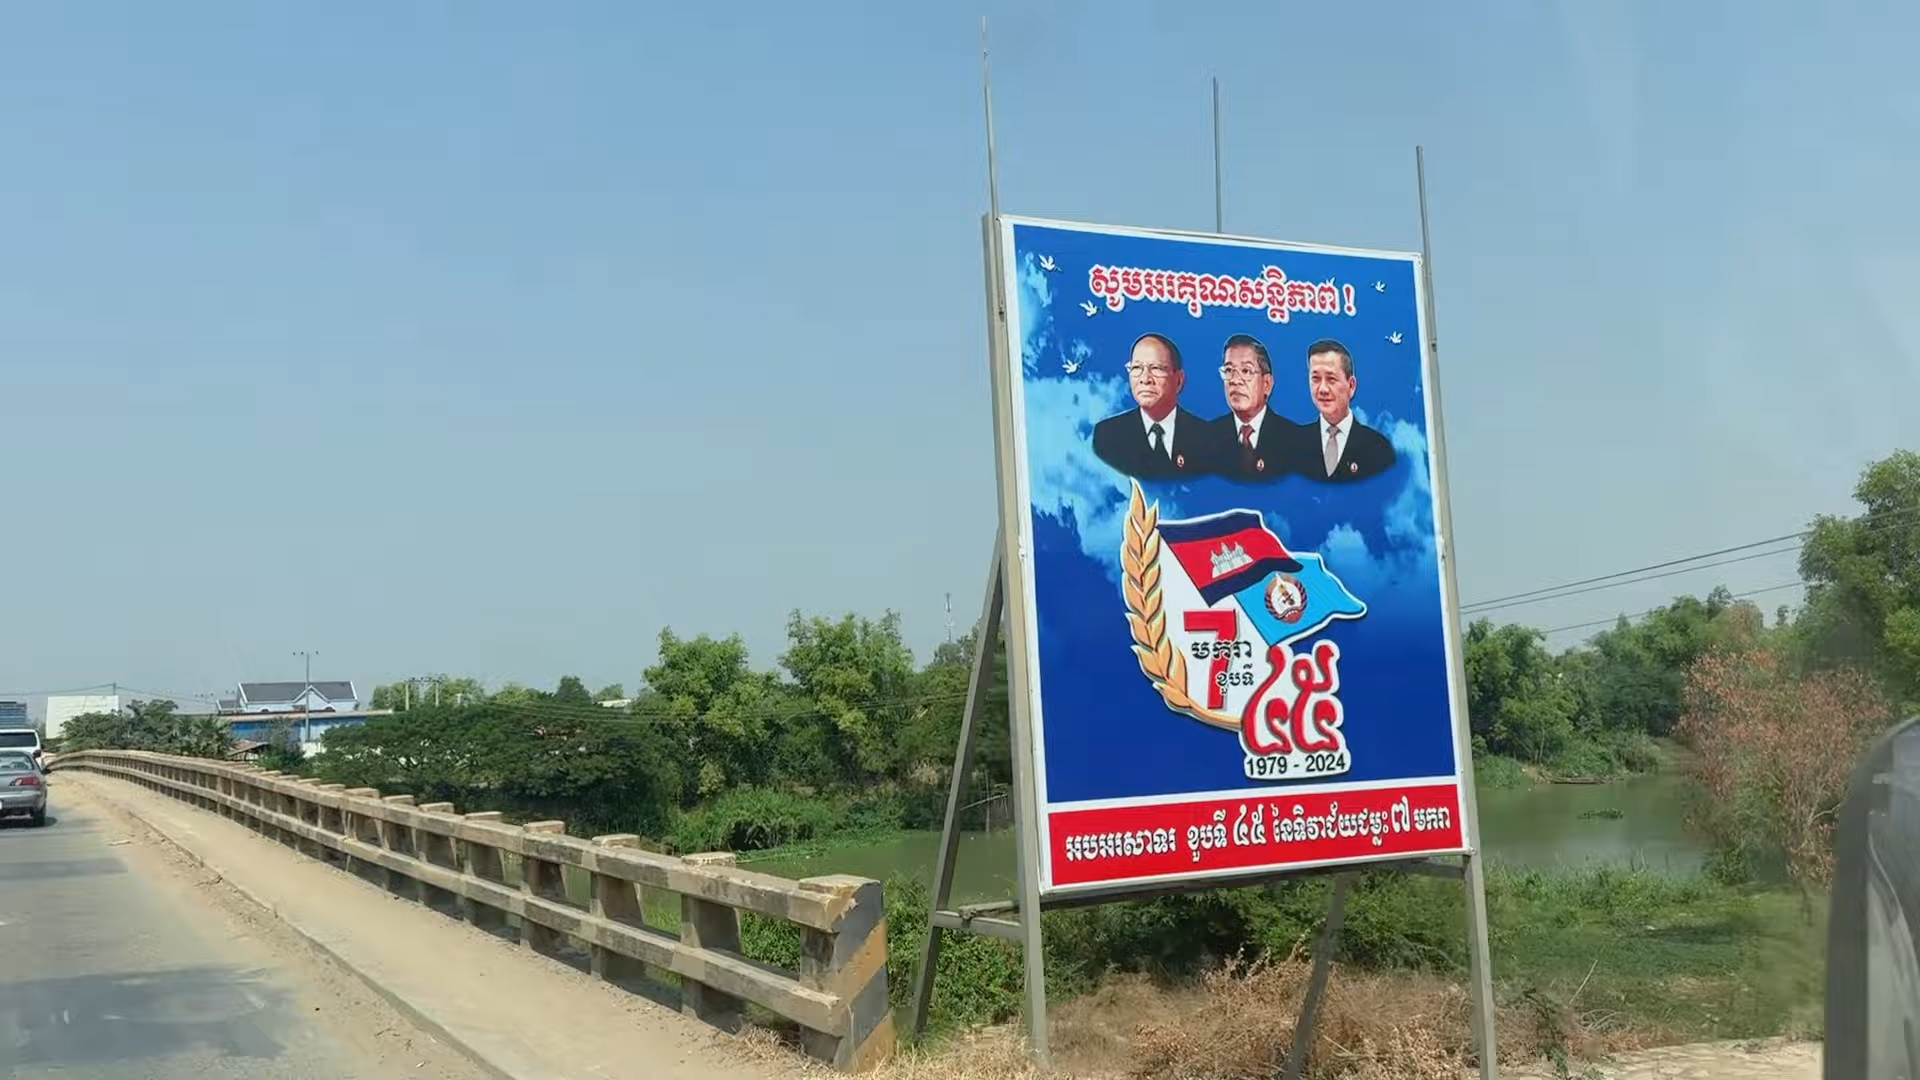 សូមអរគុណសន្តិភាព !
7
មករា
ខួបទី
៤៥
1979 - 2024
អបអរសាទរ ខួបទី ៤៥ នៃទិវាជ័យជម្នះ ៧ មករា